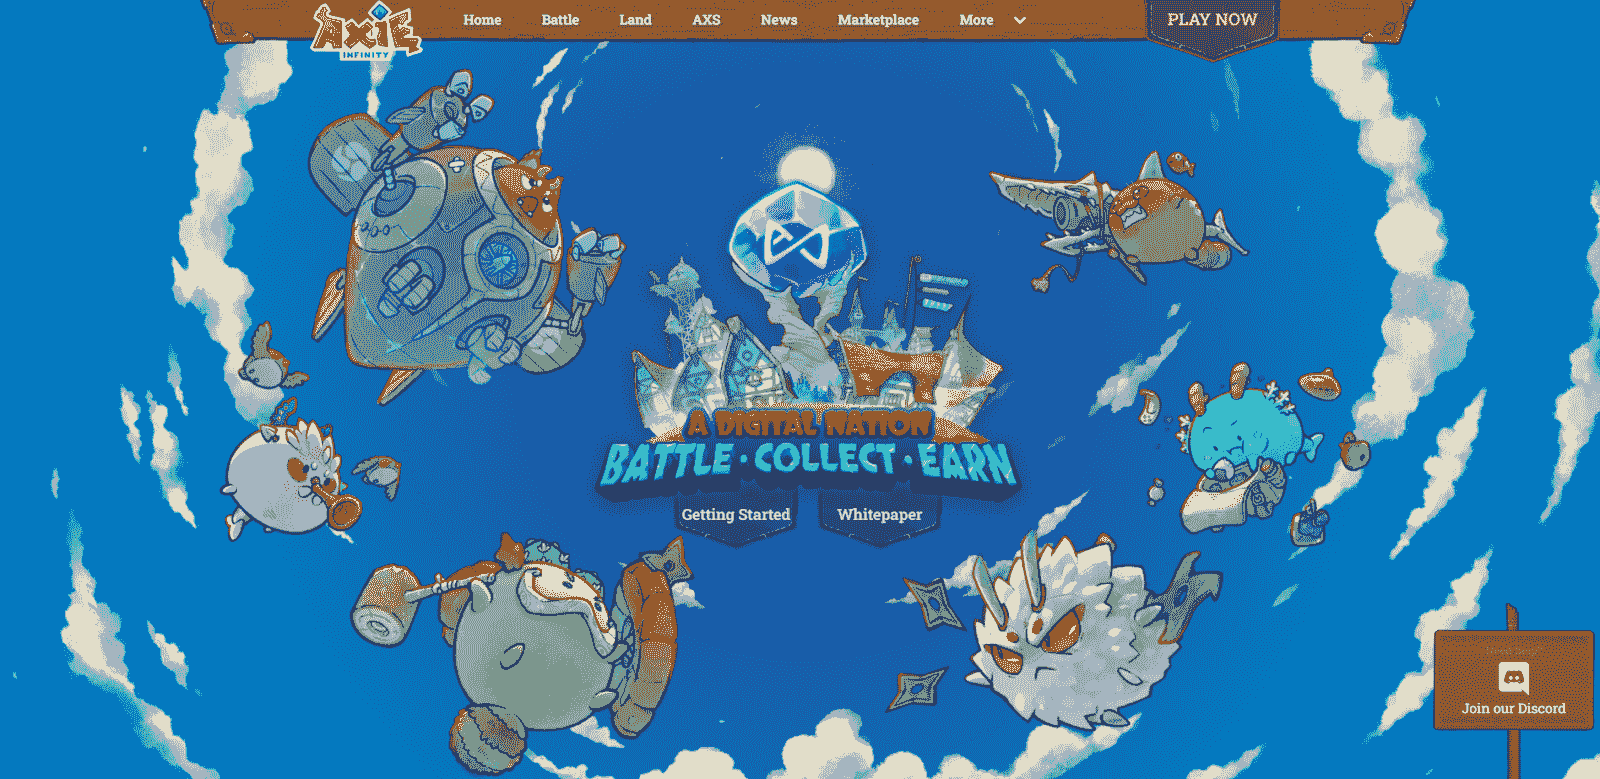 AXIE
INFINITY
Home
Battle
Land
AXS
News
Marketplace
More
PLAY NOW
A DIGITAL NATION
BATTLE · COLLECT · EARN
Getting Started
Whitepaper
Join our Discord